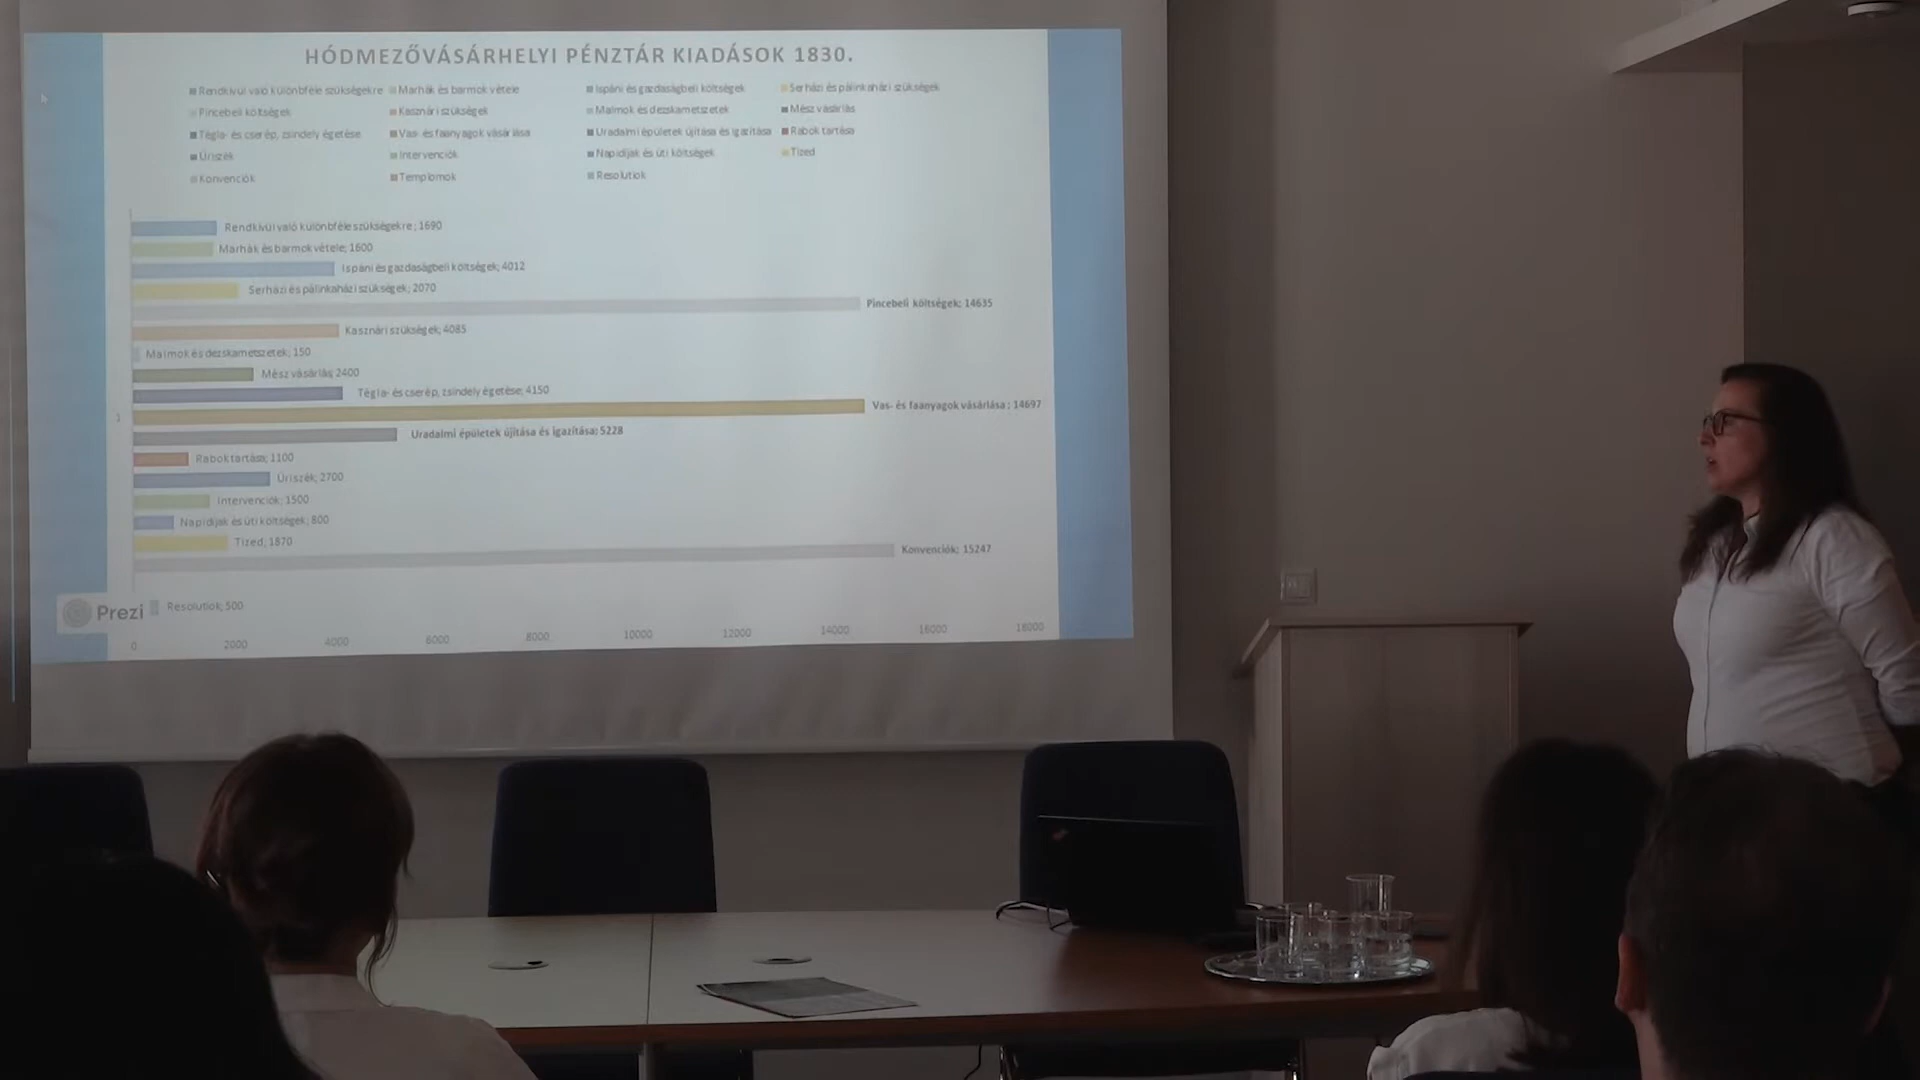 HÓDMEZŐVÁSÁRHELYI PÉNZTÁR KIADÁSOK 1830.
Rendkívül való különbféle szükségekre Marhák és barmok vétele Ispáni és gazdaságbeli költségek Serházi és pálinkaházi szükségek
Pincebeli költségek Kasznári szükségek Malmok és dezskametszetek Mész vásárlás
Tégla- és cserép, zsindely égetése Vas- és faanyagok vásárlása Uradalmi épületek újítása és igazítása Rabok tartása
Úriszék Intervenciók Napidíjak és úti költségek Tized
Konvenciók Templomok Resolutiok
Rendkívül való különbféle szükségekre; 1690
Marhák és barmok vétele; 1600
Ispáni és gazdaságbeli költségek; 4012
Serházi és pálinkaházi szükségek; 2070
Pincebeli költségek; 14635
Kasznári szükségek; 4085
Malmok és dezskametszetek; 150
Mész vásárlás; 2400
Tégla- és cserép, zsindely égetése; 4150
Vas- és faanyagok vásárlása; 14697
1
Uradalmi épületek újítása és igazítása; 5228
Rabok tartása; 1100
Úriszék; 2700
Intervenciók; 1500
Napidíjak és úti költségek; 800
Tized; 1870
Konvenciók; 15247
Prezi
Resolutiok; 500
0 2000 4000 6000 8000 10000 12000 14000 16000 18000